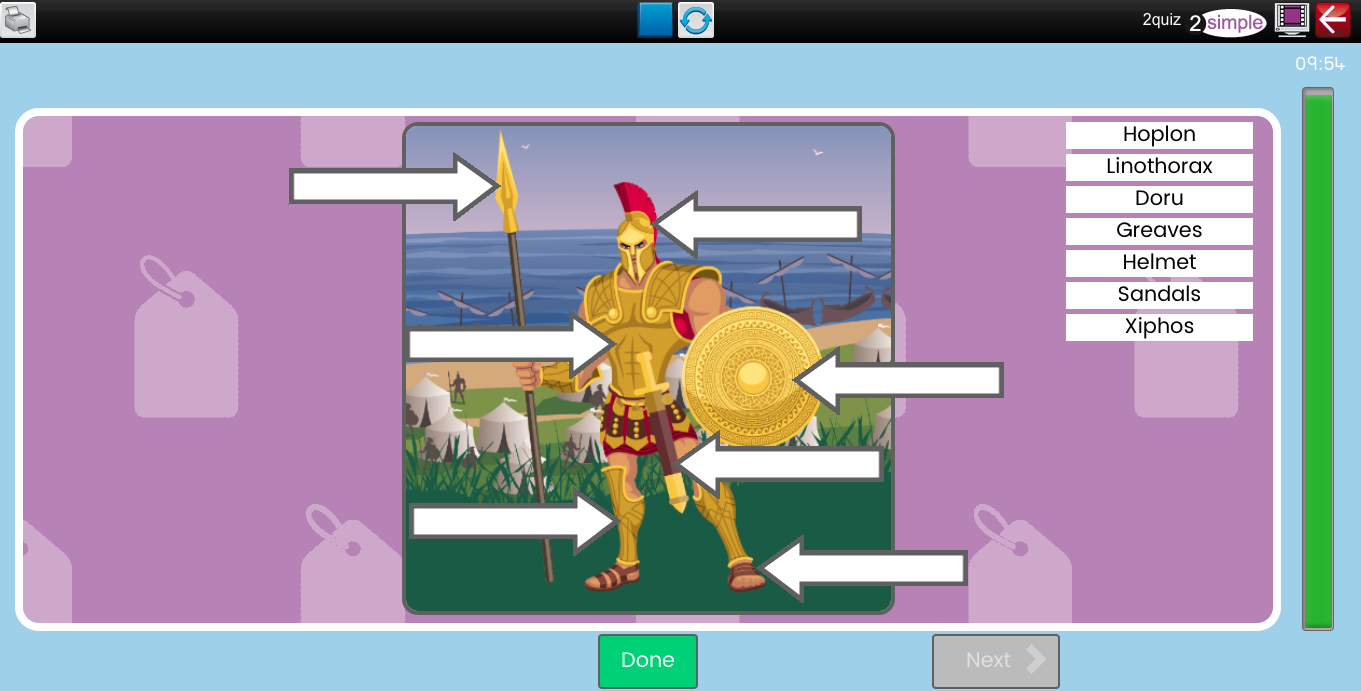 2quiz 2simple
09:54
Hoplon
Linothorax
Doru
Greaves
Helmet
Sandals
Xiphos
Done
Next